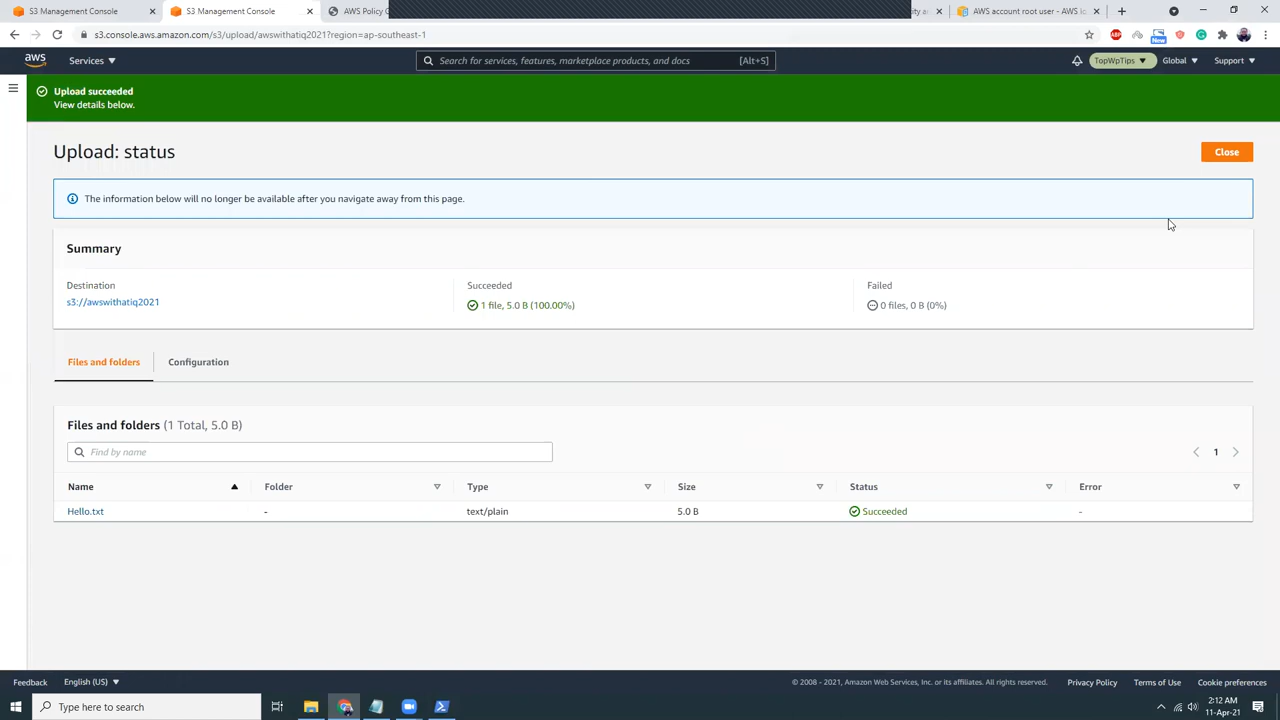 S3 Management Console
S3 Management Console
AWS Policy G
ity a
AWS account root user - AWS Id
s3.console.aws.amazon.com/s3/upload/awswithatiq2021?region=ap-southeast-1
ABP
New
aws
Services
Search for services, features, marketplace products, and docs
[Alt+S]
TopWpTips
Global
Support
Upload succeeded
View details below.
Upload: status
Close
The information below will no longer be available after you navigate away from this page.
Summary
Destination
Succeeded
Failed
s3://awswithatiq2021
1 file, 5.0 B (100.00%)
0 files, 0 B (0%)
Files and folders
Configuration
Files and folders (1 Total, 5.0 B)
Find by name
1
Name
Folder
Type
Size
Status
Error
Hello.txt
-
text/plain
5.0 B
Succeeded
-
Feedback
English (US)
© 2008 - 2021, Amazon Web Services, Inc. or its affiliates. All rights reserved.
Privacy Policy
Terms of Use
Cookie preferences
Type here to search
2:12 AM
11-Apr-21